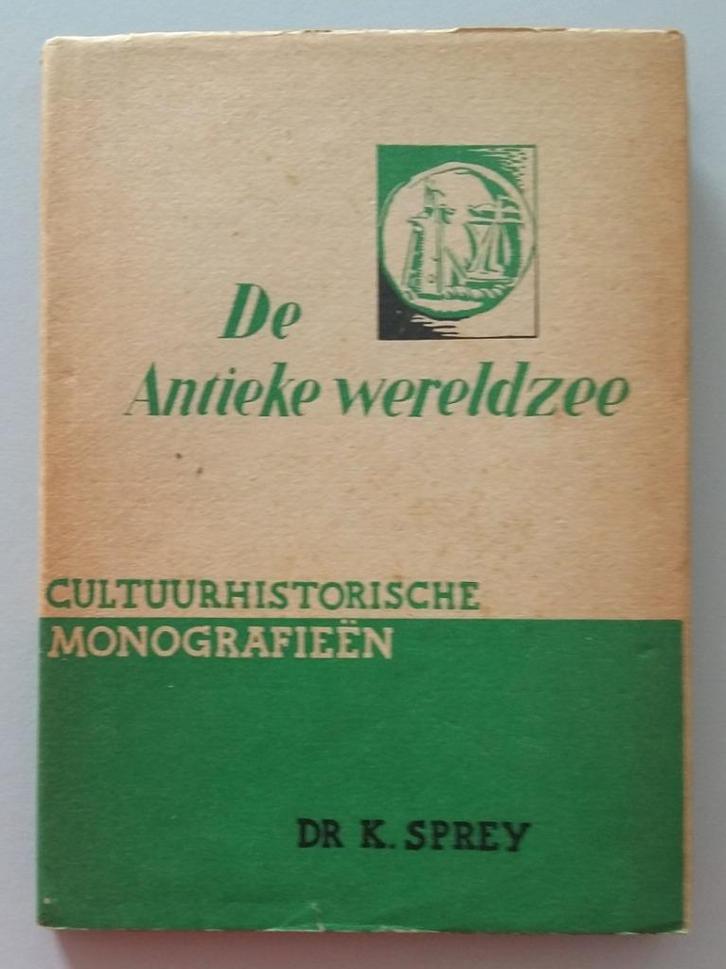 De
Antieke wereldzee
CULTUURHISTORISCHE
MONOGRAFIEËN
DR K. SPREY